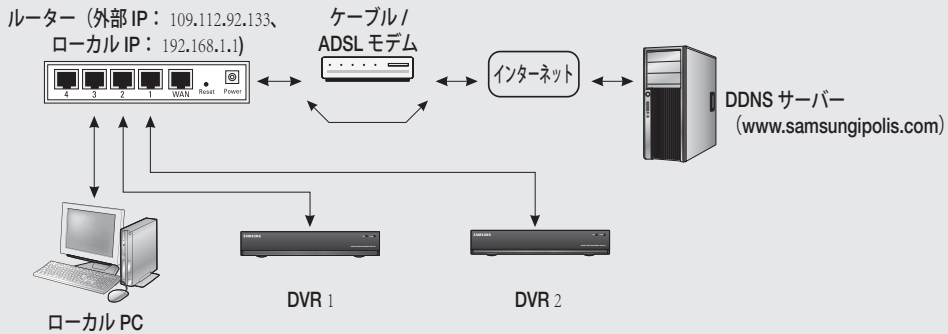 ルーター（外部 IP： 109.112.92.133、
ローカル IP： 192.168.1.1)
ケーブル /
ADSL モデム
インターネット
4 3 2 1 WAN Reset Power
DDNS サーバー
（www.samsungipolis.com）
SAMSUNG
SAMSUNG
DVR 1
DVR 2
ローカル PC